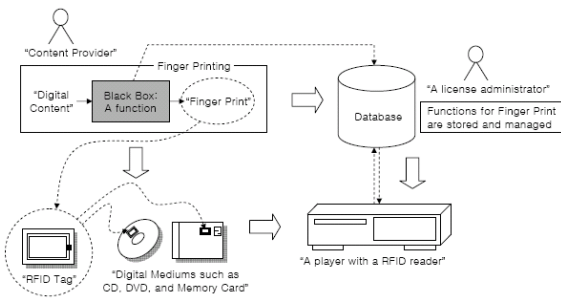 "Content Provider"
Finger Printing
"Digital
Content"
Black Box:
A function
"Finger Print"
Database
"A license administrator"
Functions for Finger Print
are stored and managed
"RFID Tag"
"Digital Mediums such as
CD, DVD, and Memory Card"
"A player with a RFID reader"